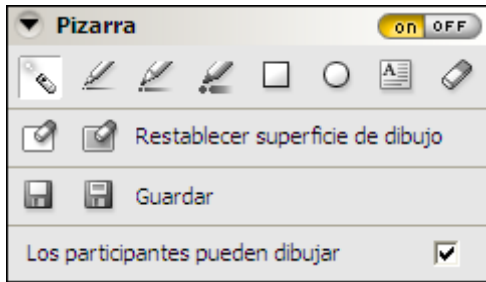 Pizarra on OFF
A
Restablecer superficie de dibujo
Guardar
Los participantes pueden dibujar